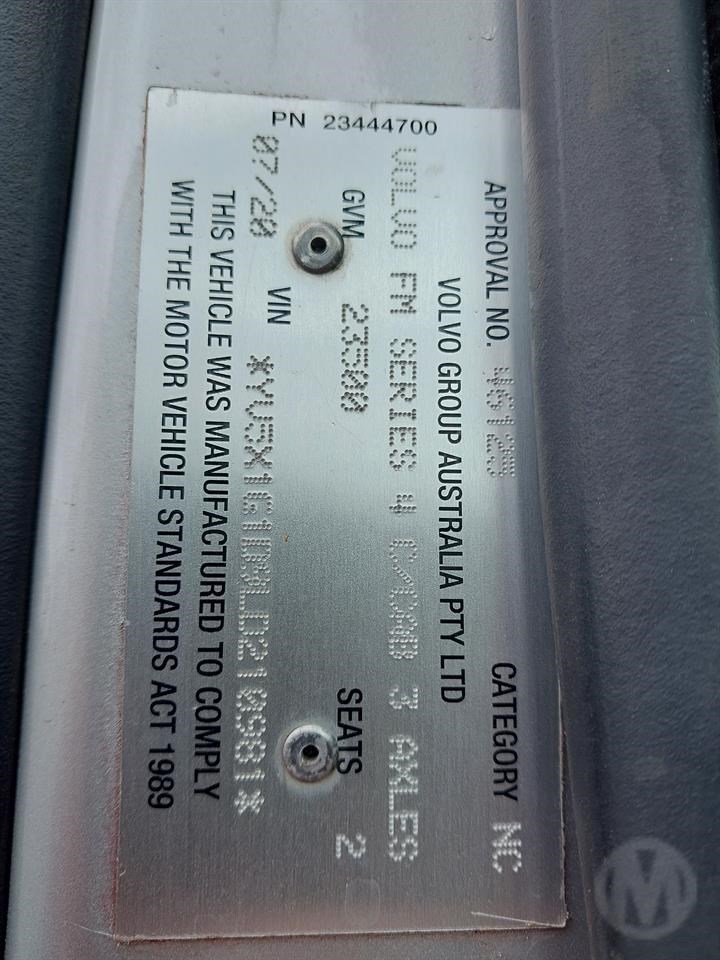 PN 23444700
APPROVAL NO. 46125 CATEGORY NC
VOLVO GROUP AUSTRALIA PTY LTD
VOLVO FM SERIES 4 3 AXLES
GVM 23500 SEATS 2
07/20 VIN
THIS VEHICLE WAS MANUFACTURED TO COMPLY
WITH THE MOTOR VEHICLE STANDARDS ACT 1989
M